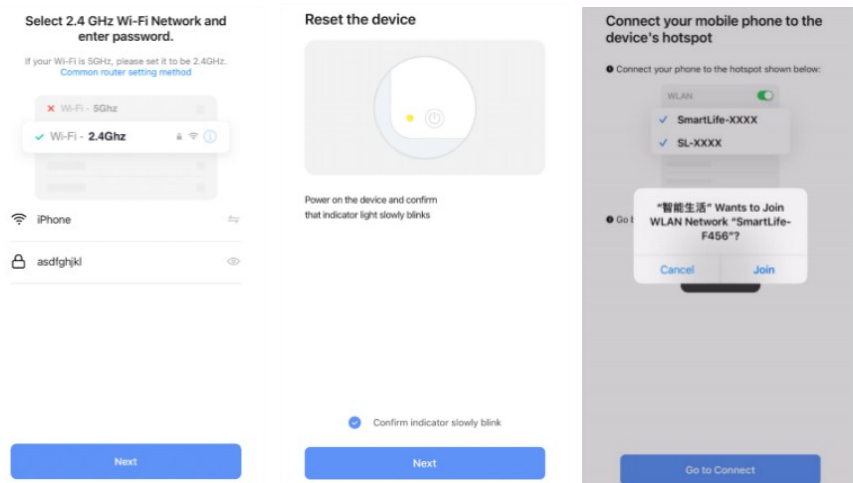 Select 2.4 GHz Wi-Fi Network and
enter password.
If your Wi-Fi is 5GHz, please set it to be 2.4GHz.
Common router setting method
Wi-Fi - 5Ghz
Wi-Fi - 2.4Ghz
iPhone
asdfghjkl
Next
Reset the device
Power on the device and confirm
that indicator light slowly blinks
Confirm indicator slowly blink
Next
Connect your mobile phone to the
device's hotspot
❶ Connect your phone to the hotspot shown below:
WLAN
SmartLife-XXXX
SL-XXXX
Go
"智能生活" Wants to Join
WLAN Network "SmartLife-
F456"?
Cancel
Join
Go to Connect